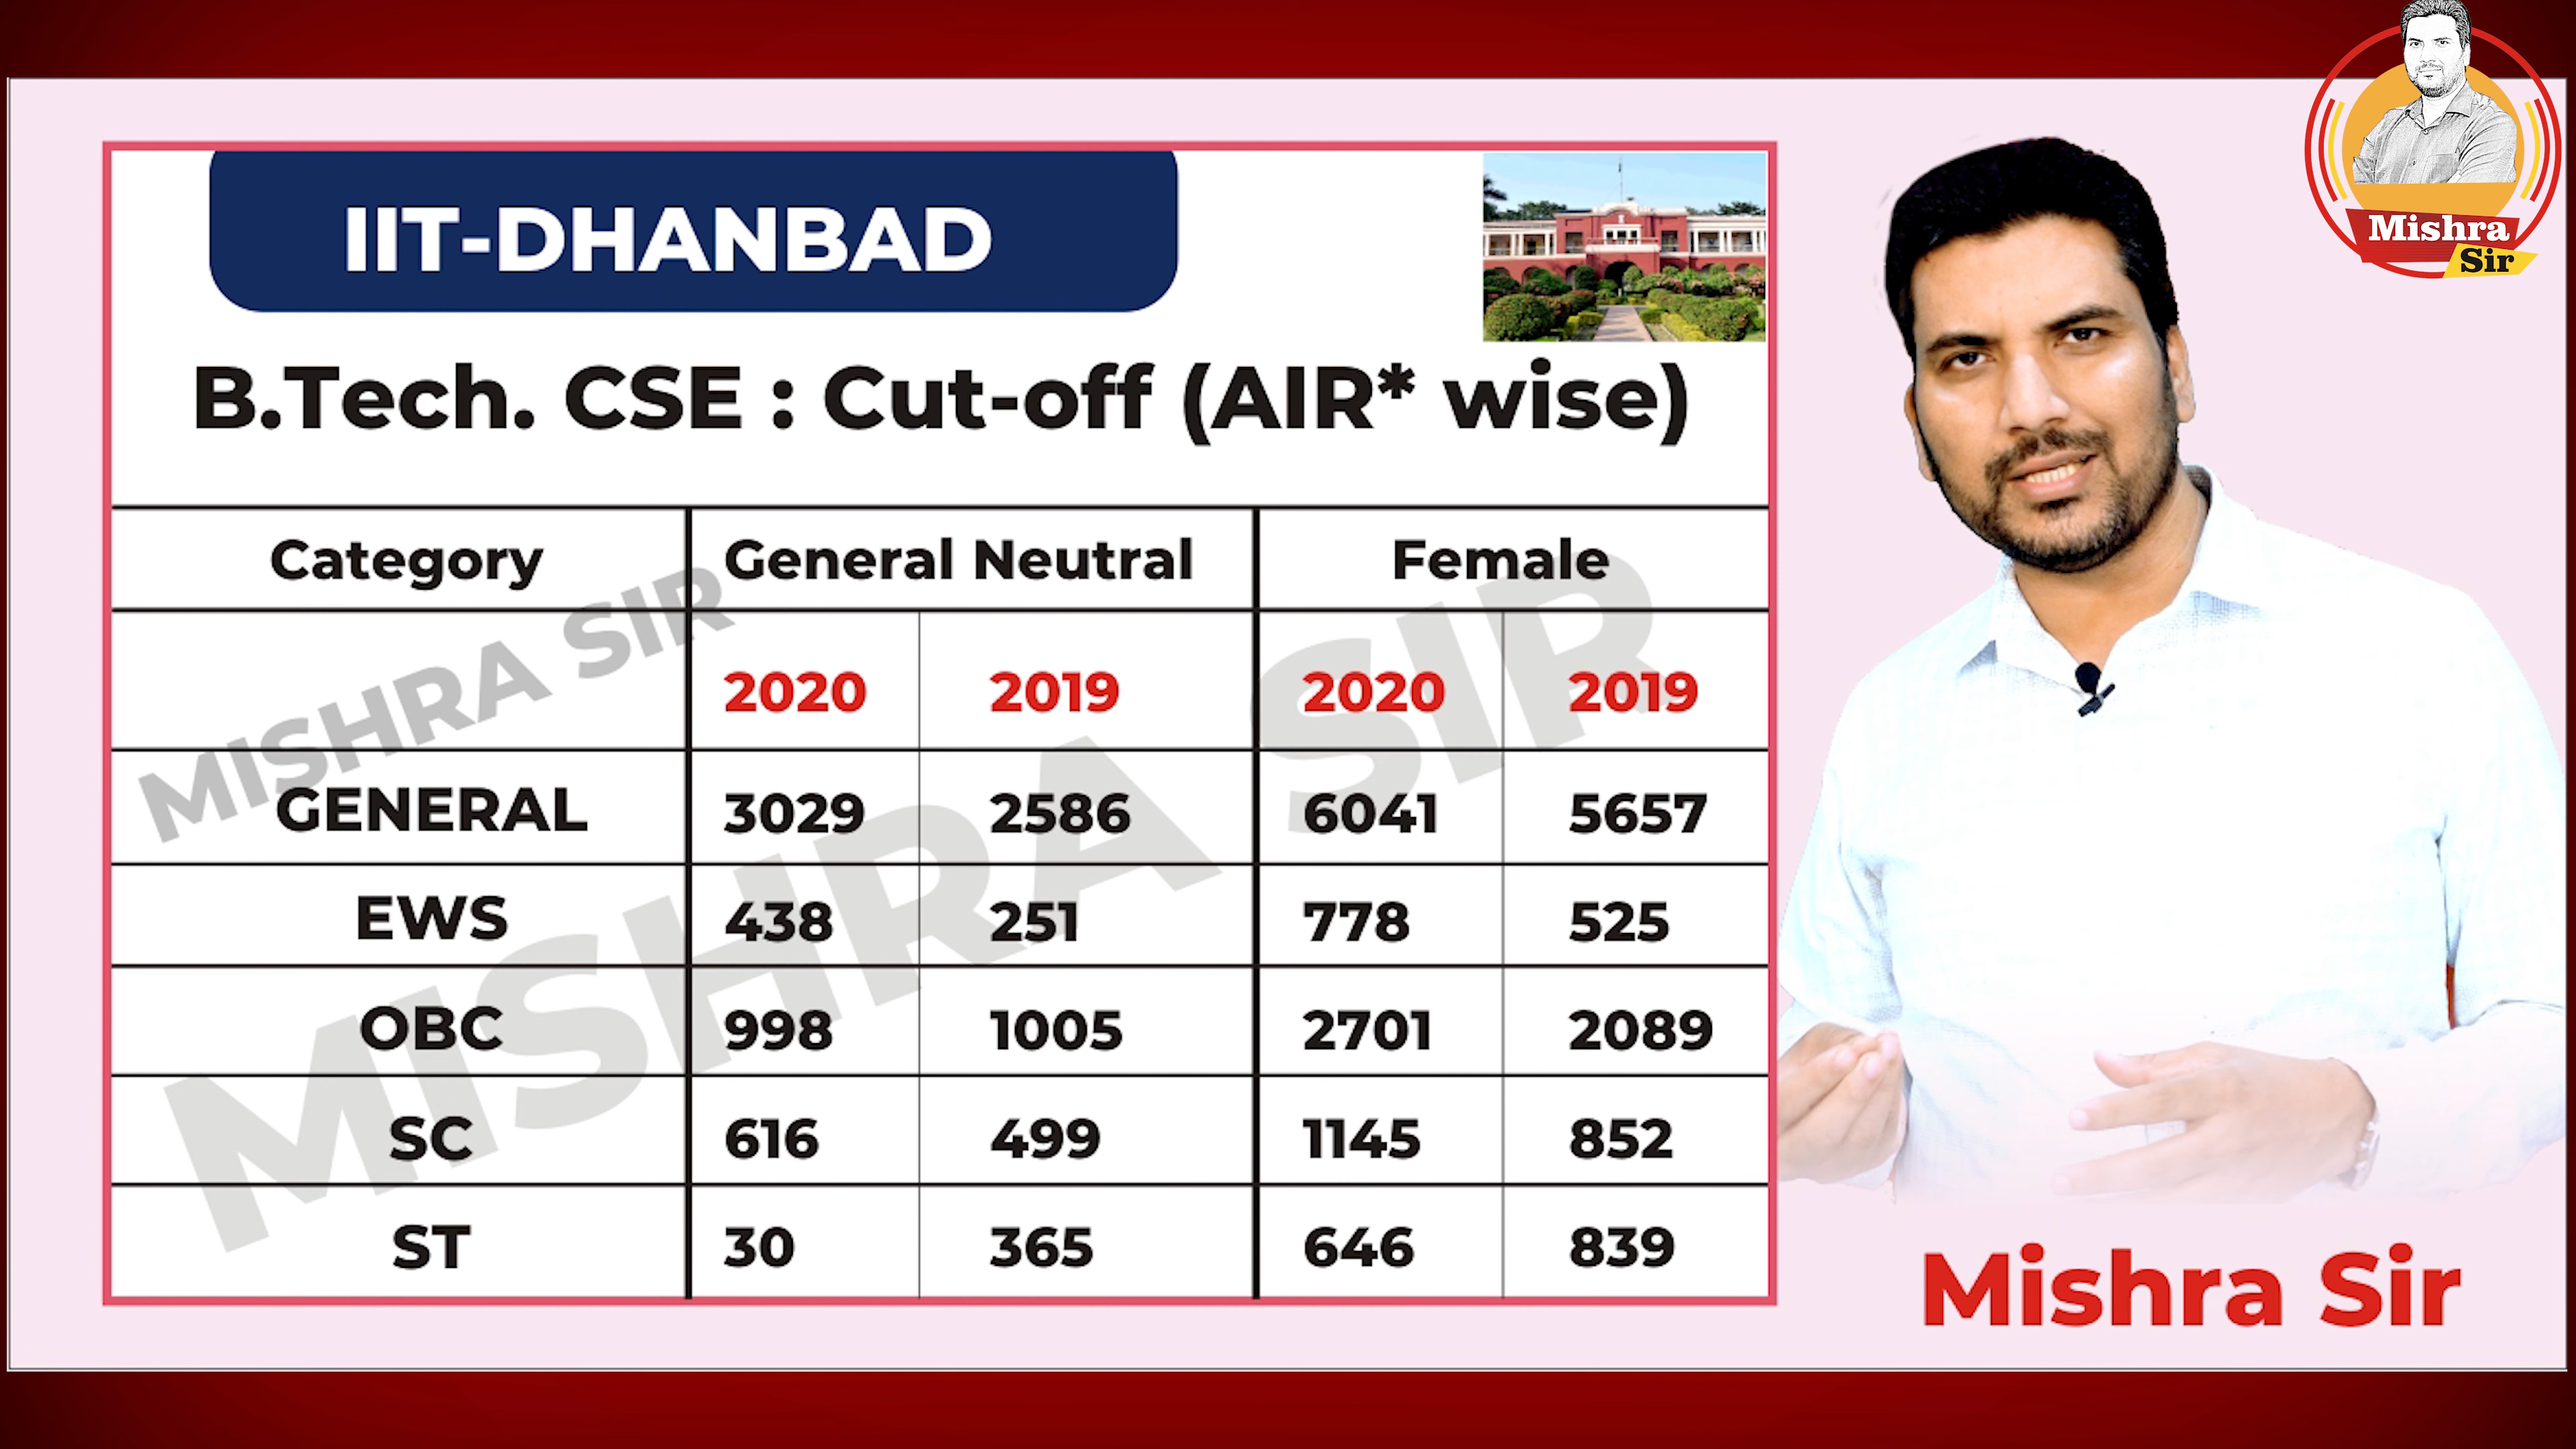 Mishra
Sir
IIT-DHANBAD
B.Tech. CSE : Cut-off (AIR* wise)
Category General Neutral Female
2020 2019 2020 2019
GENERAL 3029 2586 6041 5657
EWS 438 251 778 525
OBC 998 1005 2701 2089
SC 616 499 1145 852
ST 30 365 646 839
MISHRA SIR
MISHRA SIR
Mishra Sir